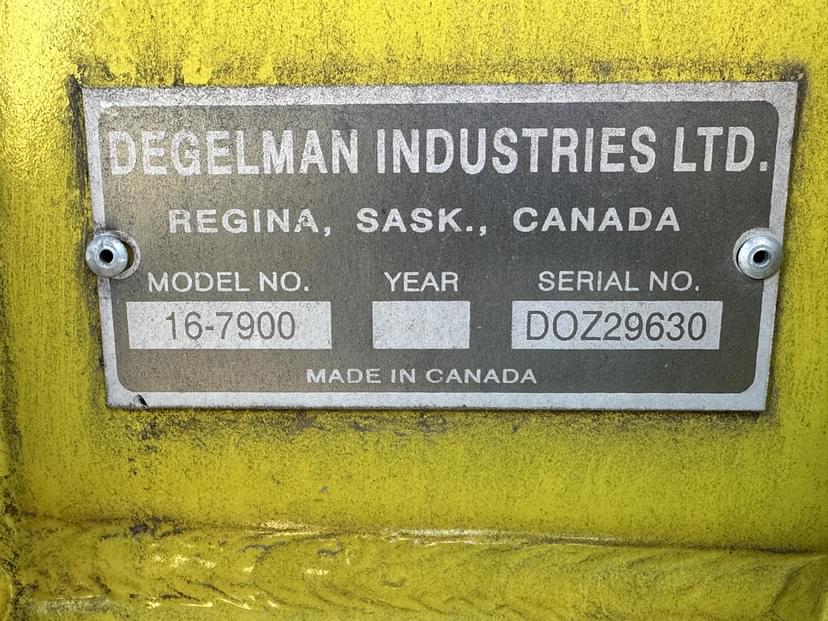 DEGELMAN INDUSTRIES LTD.
REGINA, SASK., CANADA
MODEL NO. YEAR SERIAL NO.
16-7900 DOZ29630
MADE IN CANADA